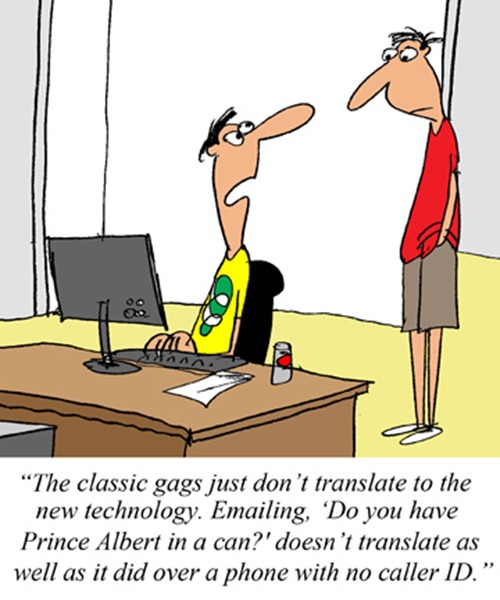 “The classic gags just don’t translate to the
new technology. Emailing, ‘Do you have
Prince Albert in a can?' doesn’t translate as
well as it did over a phone with no caller ID.”